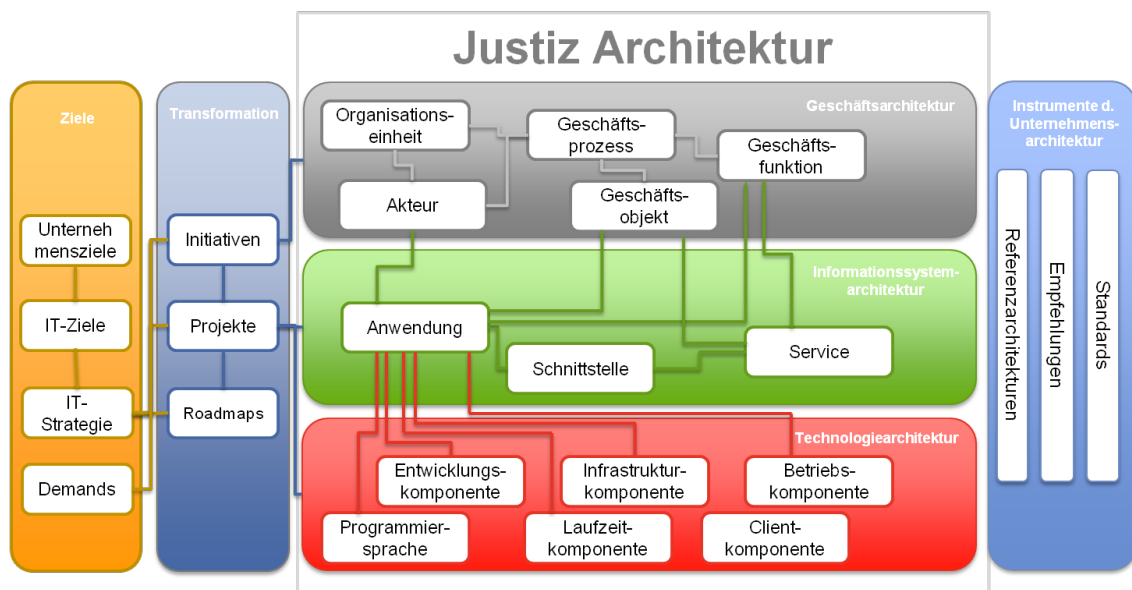 Justiz Architektur
Ziele
Unterneh
mensziele
IT-Ziele
IT-
Strategie
Demands
Transformation
Initiativen
Projekte
Roadmaps
Geschäftsarchitektur
Organisations-
einheit
Geschäfts-
prozess
Geschäfts-
funktion
Akteur
Geschäfts-
objekt
Informationssystem-
architektur
Anwendung
Schnittstelle
Service
Technologiearchitektur
Entwicklungs-
komponente
Infrastruktur-
komponente
Betriebs-
komponente
Programmier-
sprache
Laufzeit-
komponente
Client-
komponente
Instrumente d.
Unternehmens-
architektur
Referenzarchitekturen
Empfehlungen
Standards